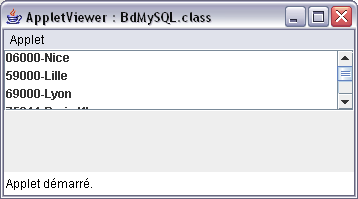 AppletViewer : BdMySQL.class
Applet
06000-Nice
59000-Lille
69000-Lyon
Applet démarré.